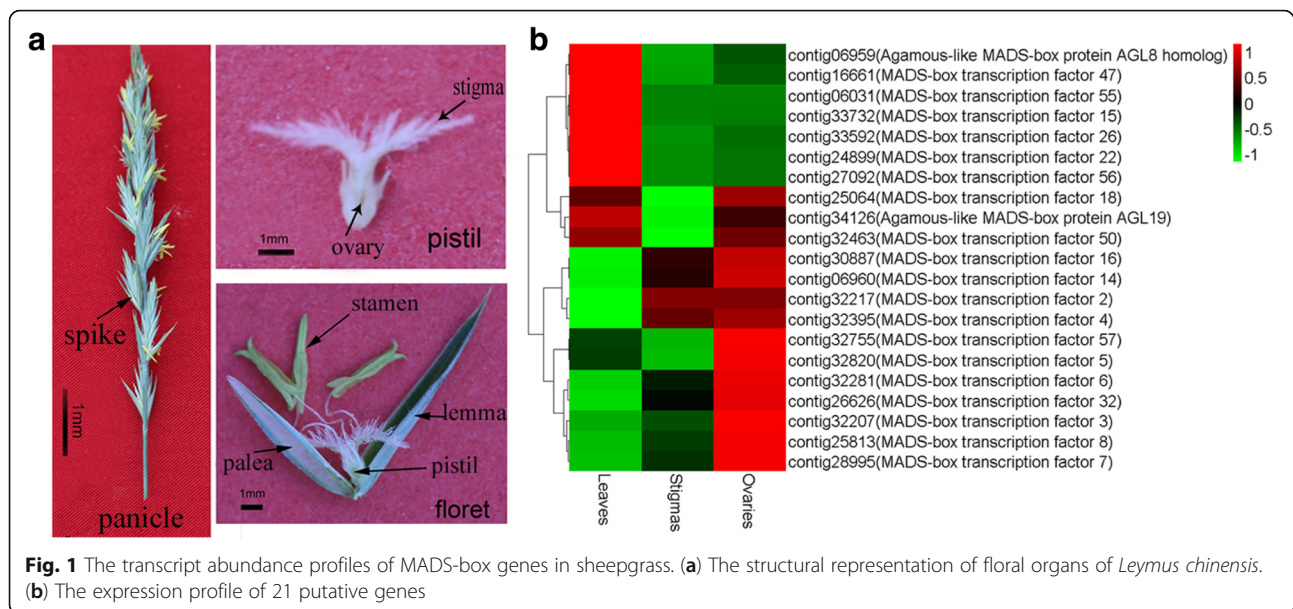 a
stigma
ovary
1mm
pistil
spike
1mm
panicle
stamen
lemma
palea
pistil
1mm
floret
b
contig06959(Agamous-like MADS-box protein AGL8 homolog)
contig16661(MADS-box transcription factor 47)
contig06031(MADS-box transcription factor 55)
contig33732(MADS-box transcription factor 15)
contig33592(MADS-box transcription factor 26)
contig24899(MADS-box transcription factor 22)
contig27092(MADS-box transcription factor 56)
contig25064(MADS-box transcription factor 18)
contig34126(Agamous-like MADS-box protein AGL19)
contig32463(MADS-box transcription factor 50)
contig30887(MADS-box transcription factor 16)
contig06960(MADS-box transcription factor 14)
contig32217(MADS-box transcription factor 2)
contig32395(MADS-box transcription factor 4)
contig32755(MADS-box transcription factor 57)
contig32820(MADS-box transcription factor 5)
contig32281(MADS-box transcription factor 6)
contig26626(MADS-box transcription factor 32)
contig32207(MADS-box transcription factor 3)
contig25813(MADS-box transcription factor 8)
contig28995(MADS-box transcription factor 7)
Leaves
Stigmas
Ovaries
1
0.5
0
-0.5
-1
Fig. 1 The transcript abundance profiles of MADS-box genes in sheepgrass. (a) The structural representation of floral organs of Leymus chinensis.
(b) The expression profile of 21 putative genes